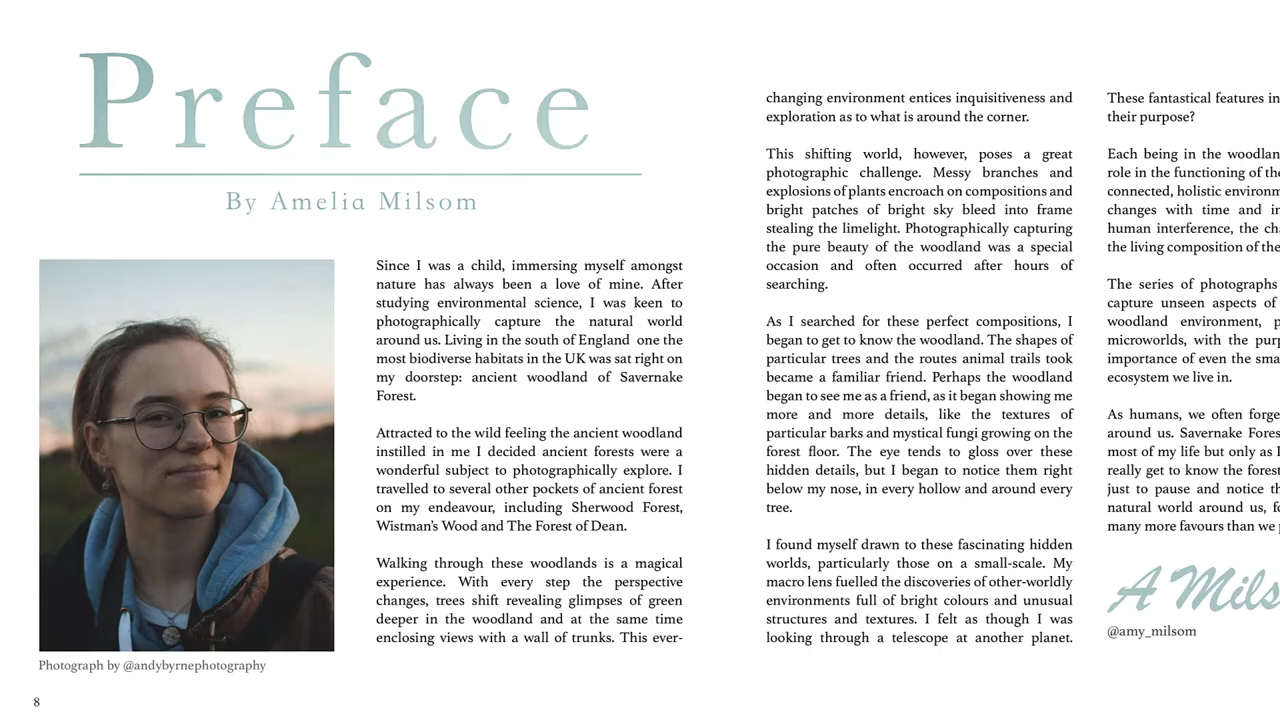 Preface
By Amelia Milsom
Since I was a child, immersing myself amongst
nature has always been a love of mine. After
studying environmental science, I was keen to
photographically capture the natural world
around us. Living in the south of England one the
most biodiverse habitats in the UK was sat right on
my doorstep: ancient woodland of Savernake
Forest.
Attracted to the wild feeling the ancient woodland
instilled in me I decided ancient forests were a
wonderful subject to photographically explore. I
travelled to several other pockets of ancient forest
on my endeavour, including Sherwood Forest,
Wistman's Wood and The Forest of Dean.
Walking through these woodlands is a magical
experience. With every step the perspective
changes, trees shift revealing glimpses of green
deeper in the woodland and at the same time
enclosing views with a wall of trunks. This ever-
Photograph by @andybyrnephotography
8
changing environment entices inquisitiveness and
exploration as to what is around the corner.
This shifting world, however, poses a great
photographic challenge. Messy branches and
explosions of plants encroach on compositions and
bright patches of bright sky bleed into frame
stealing the limelight. Photographically capturing
the pure beauty of the woodland was a special
occasion and often occurred after hours of
searching.
As I searched for these perfect compositions, I
began to get to know the woodland. The shapes of
particular trees and the routes animal trails took
became a familiar friend. Perhaps the woodland
began to see me as a friend, as it began showing me
more and more details, like the textures of
particular barks and mystical fungi growing on the
forest floor. The eye tends to gloss over these
hidden details, but I began to notice them right
below my nose, in every hollow and around every
tree.
I found myself drawn to these fascinating hidden
worlds, particularly those on a small-scale. My
macro lens fuelled the discoveries of other-worldly
environments full of bright colours and unusual
structures and textures. I felt as though I was
looking through a telescope at another planet.
These fantastical features in
their purpose?
Each being in the woodlan
role in the functioning of the
connected, holistic environm
changes with time and in
human interference, the cha
the living composition of the
The series of photographs
capture unseen aspects of
woodland environment, p
microworlds, with the purp
importance of even the smal
ecosystem we live in.
As humans, we often forge
around us. Savernake Fores
most of my life but only as I
really get to know the forest
just to pause and notice th
natural world around us, fo
many more favours than we p
A Mils
@amy_milsom